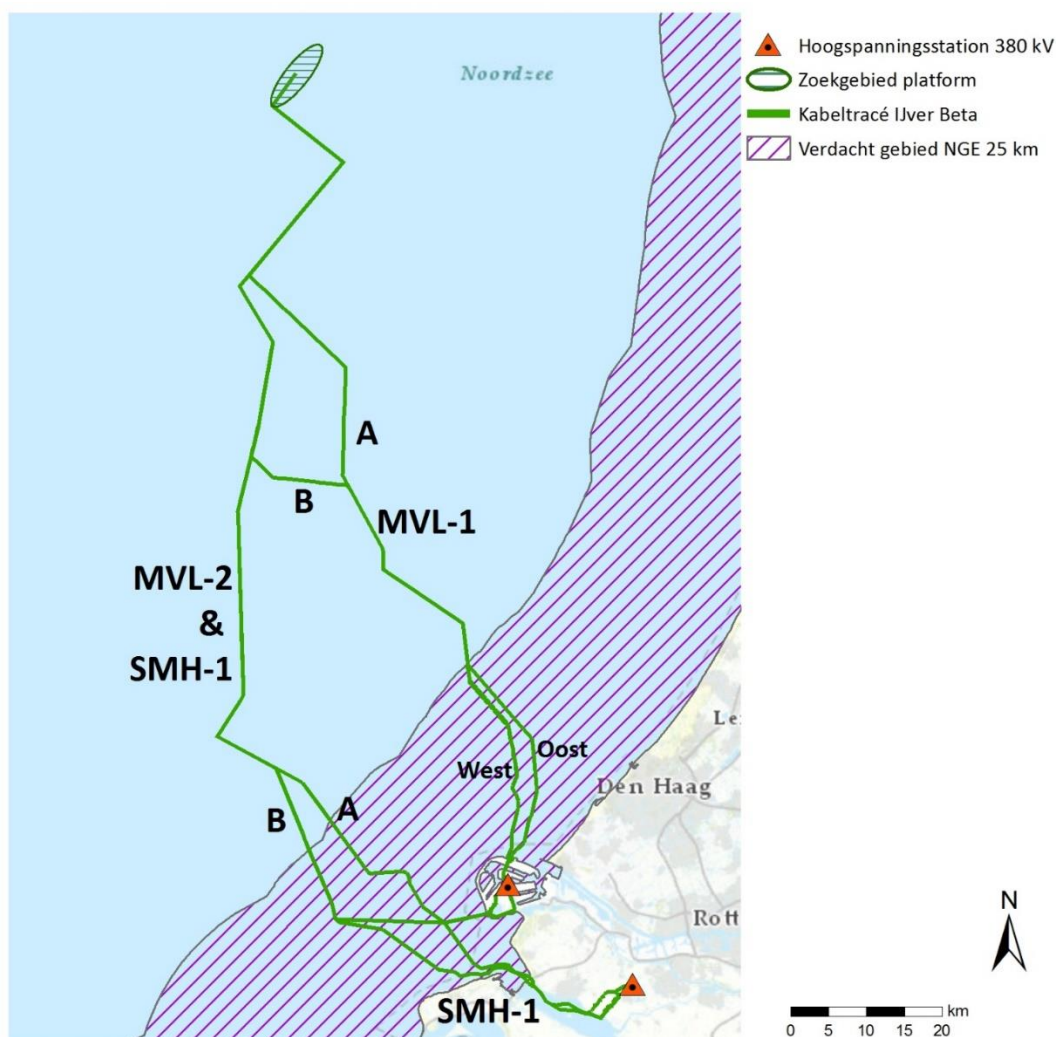 Noordzee
Hoogspanningsstation 380 kV
Zoekgebied platform
Kabeltracé IJver Beta
Verdacht gebied NGE 25 km
A
B
MVL-1
MVL-2
&
SMH-1
West
Oost
Le
Den Haag
B
A
Rott
SMH-1
N
km
0 5 10 15 20